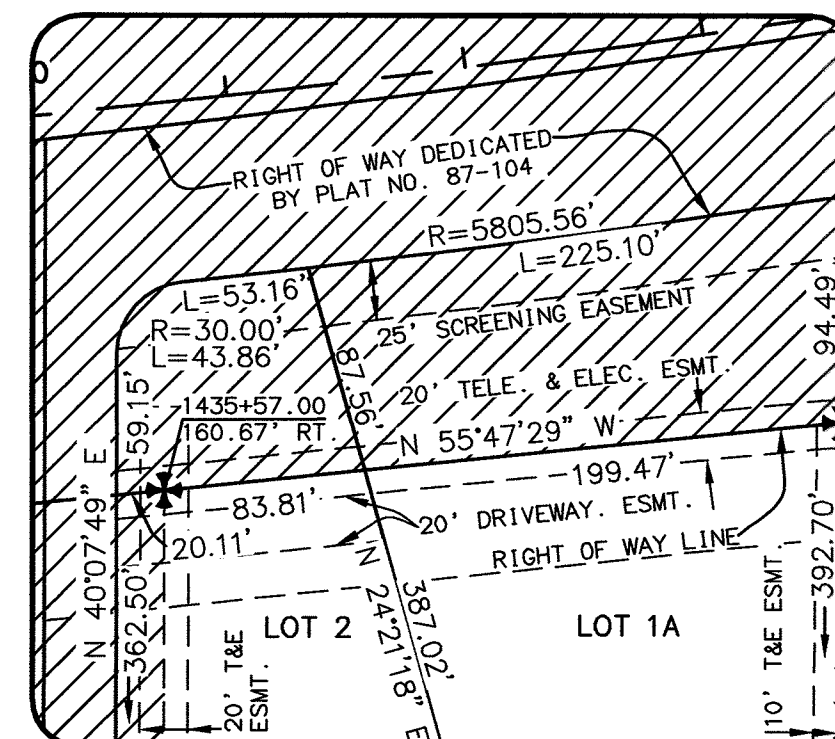 RIGHT OF WAY DEDICATED
BY PLAT NO. 87-104
R=5805.56'
L=225.10'
L=53.16'
R=30.00'
L=43.86'
25' SCREENING EASEMENT
94.49'
87.56'
59.15'
20' TELE. & ELEC. ESMT.
1435+57.00
160.67' RT.
N 55°47'29" W
199.47'
83.81'
20' DRIVEWAY. ESMT.
20.11'
RIGHT OF WAY LINE
N 40°07'49" E
362.50'
392.70'
LOT 2
LOT 1A
387.02'
N 24°21'18" E
20' T&E
ESMT.
10' T&E ESMT.